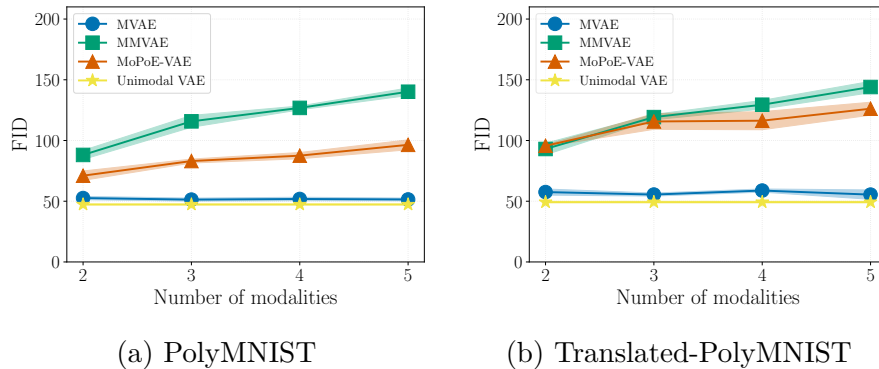 200
150
100
50
0
FID
MVAE
MMVAE
MoPoE-VAE
Unimodal VAE
2 3 4 5
Number of modalities
(a) PolyMNIST
200
150
100
50
0
FID
MVAE
MMVAE
MoPoE-VAE
Unimodal VAE
2 3 4 5
Number of modalities
(b) Translated-PolyMNIST